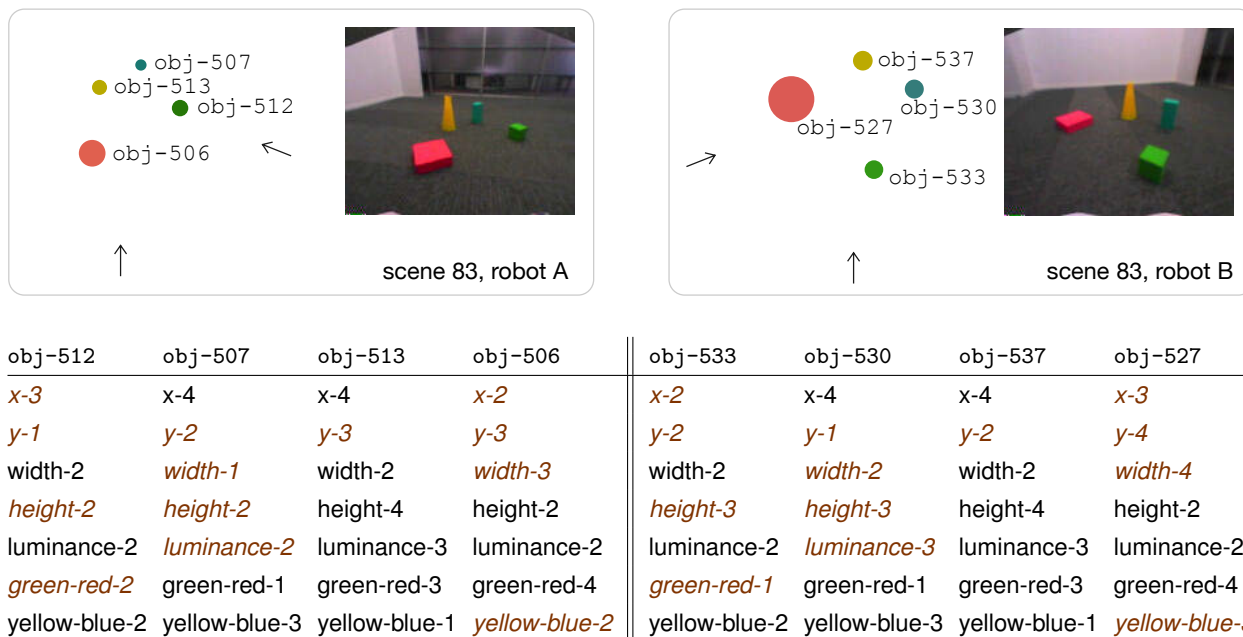 obj-507
obj-513
obj-512
obj-506
scene 83, robot A
obj-537
obj-530
obj-527
obj-533
scene 83, robot B
obj-512 obj-507 obj-513 obj-506 obj-533 obj-530 obj-537 obj-527
x-3 x-4 x-4 x-2 x-2 x-4 x-4 x-3
y-1 y-2 y-3 y-3 y-2 y-1 y-2 y-4
width-2 width-1 width-2 width-3 width-2 width-2 width-2 width-4
height-2 height-2 height-4 height-2 height-3 height-3 height-4 height-2
luminance-2 luminance-2 luminance-3 luminance-2 luminance-2 luminance-3 luminance-3 luminance-2
green-red-2 green-red-1 green-red-3 green-red-4 green-red-1 green-red-1 green-red-3 green-red-4
yellow-blue-2 yellow-blue-3 yellow-blue-1 yellow-blue-2 yellow-blue-2 yellow-blue-3 yellow-blue-1